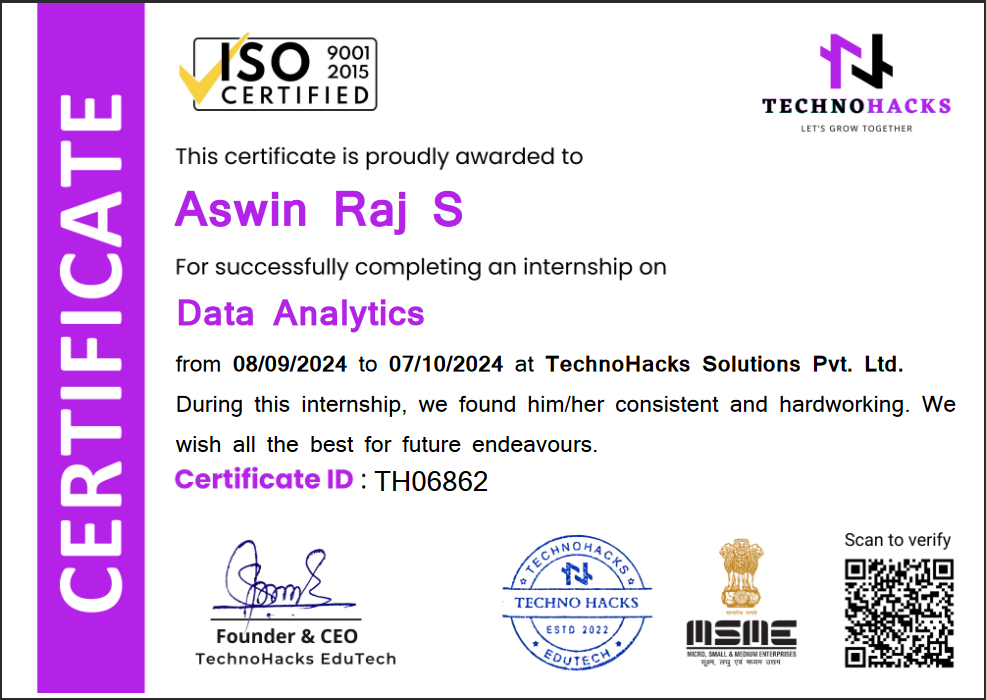 CERTIFICATE
ISO 9001
2015
CERTIFIED
TECHNOHACKS
LET'S GROW TOGETHER
This certificate is proudly awarded to
Aswin Raj S
For successfully completing an internship on
Data Analytics
from 08/09/2024 to 07/10/2024 at TechnoHacks Solutions Pvt. Ltd.
During this internship, we found him/her consistent and hardworking. We
wish all the best for future endeavours.
Certificate ID : TH06862
Founder & CEO
TechnoHacks EduTech
TECHNOHACKS
TECHNO HACKS
ESTD 2022
EDUTECH
MSME
MICRO, SMALL & MEDIUM ENTERPRISES
सूक्ष्म, लघु एवं मध्यम उद्यम
Scan to verify